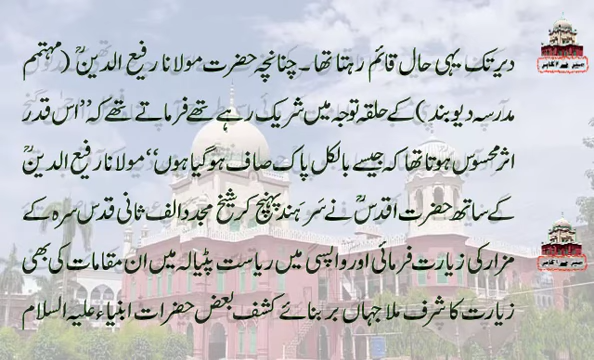 دیر تک یہی حال قائم رہتا تھا۔ چنانچہ حضرت مولانا رفیع الدینؒ (مہتمم
مدرسہ دیوبند) کے حلقہ توجہ میں شریک رہے تھے فرماتے تھے کہ ”اس قدر
اثر محسوس ہوتا تھا کہ جیسے بالکل پاک صاف ہو گیا ہوں“ مولانا رفیع الدینؒ
کے ساتھ حضرت اقدسؒ نے سَر ہند پہنچ کر شیخ مجدد الف ثانی قدس سرہ کے
مزار کی زیارت فرمائی اور واپسی میں ریاست پٹیالہ میں ان مقامات کی بھی
زیارت کا شرف ملا جہاں بر بنائے کشف بعض حضرات انبیاء علیہ السلام